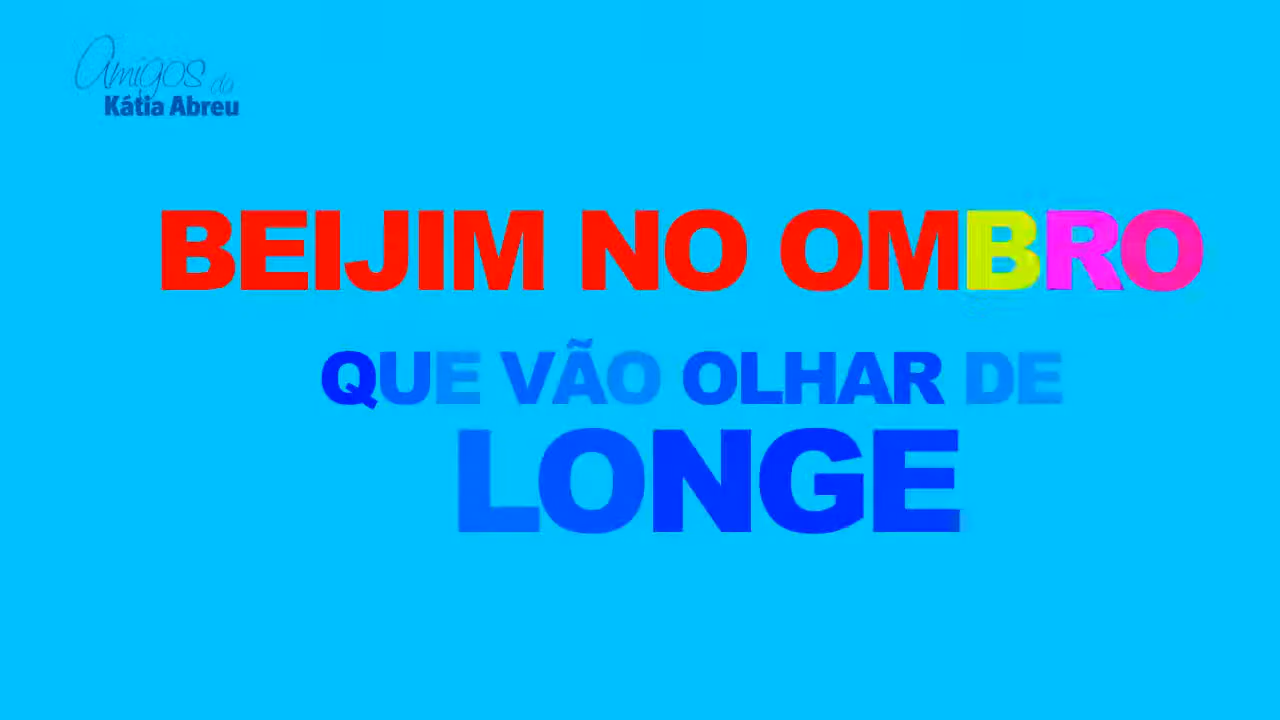 Amigos da
Kátia Abreu
BEIJIM NO OMBRO
QUE VÃO OLHAR DE
LONGE